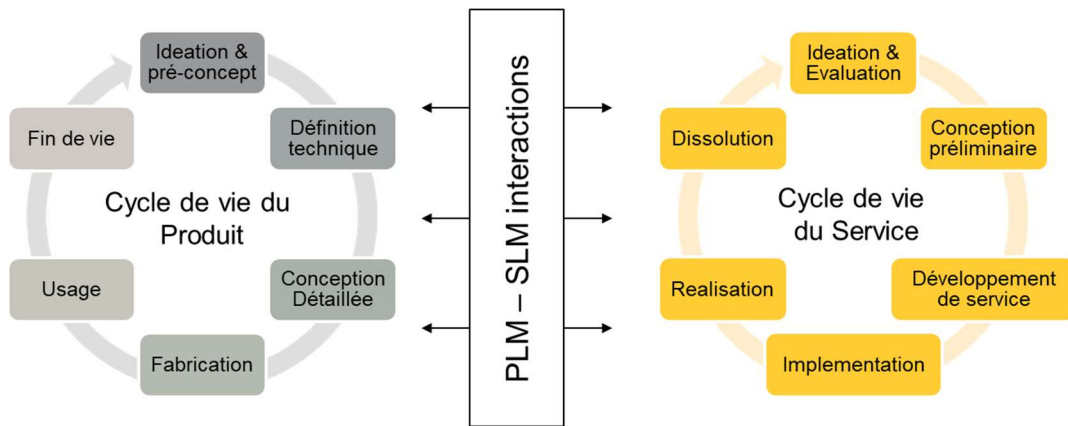 Ideation &
pré-concept
Définition
technique
Conception
Détaillée
Fabrication
Usage
Fin de vie
Cycle de vie du
Produit
PLM – SLM interactions
Ideation &
Evaluation
Conception
préliminaire
Développement
de service
Implementation
Realisation
Dissolution
Cycle de vie
du Service